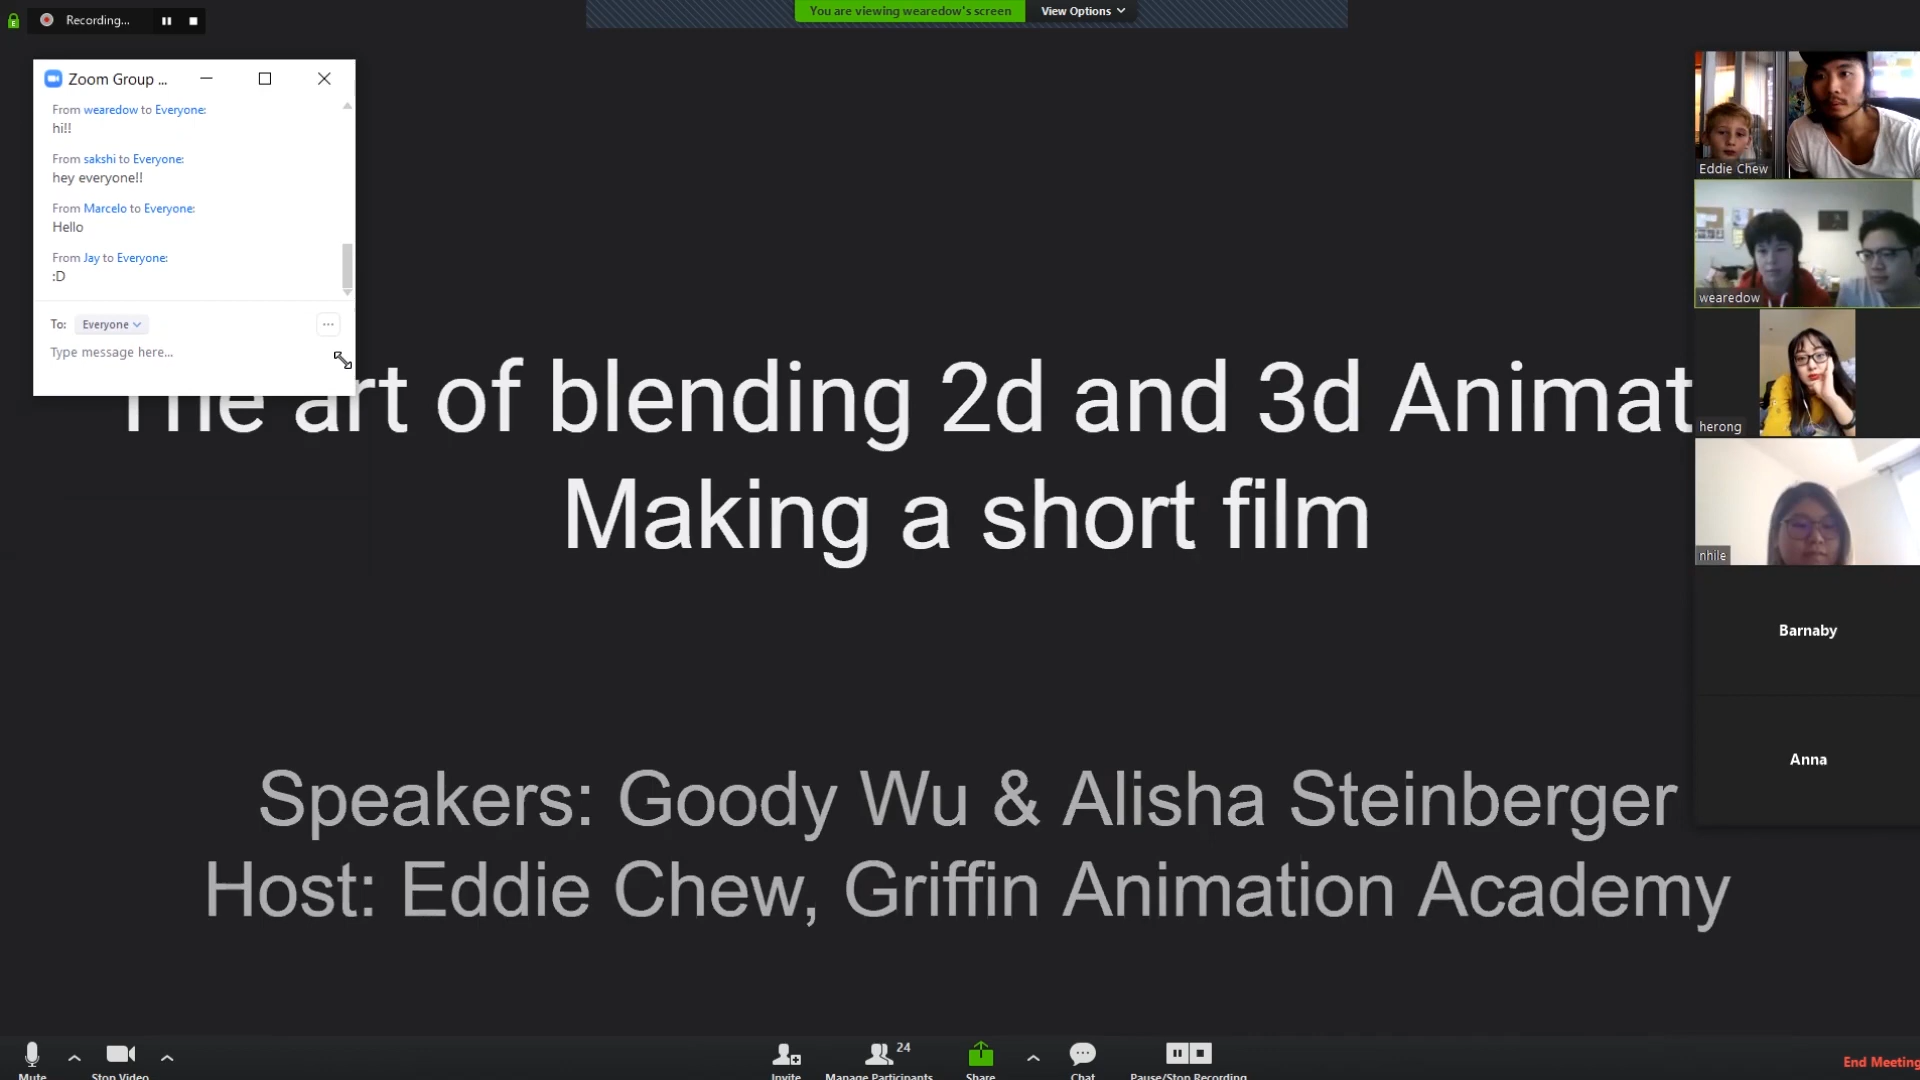 Recording...
You are viewing wearedow's screen
View Options
Zoom Group ...
From wearedow to Everyone:
hi!!
From sakshi to Everyone:
hey everyone!!
From Marcelo to Everyone:
Hello
From Jay to Everyone:
:D
To: Everyone
Type message here...
The art of blending 2d and 3d Animat
Making a short film
Speakers: Goody Wu & Alisha Steinberger
Host: Eddie Chew, Griffin Animation Academy
Eddie Chew
wearedow
herong
nhile
Barnaby
Anna
Mute
Stop Video
Invite
24
Manage Participants
Share
Chat
Pause/Stop Recording
End Meeting